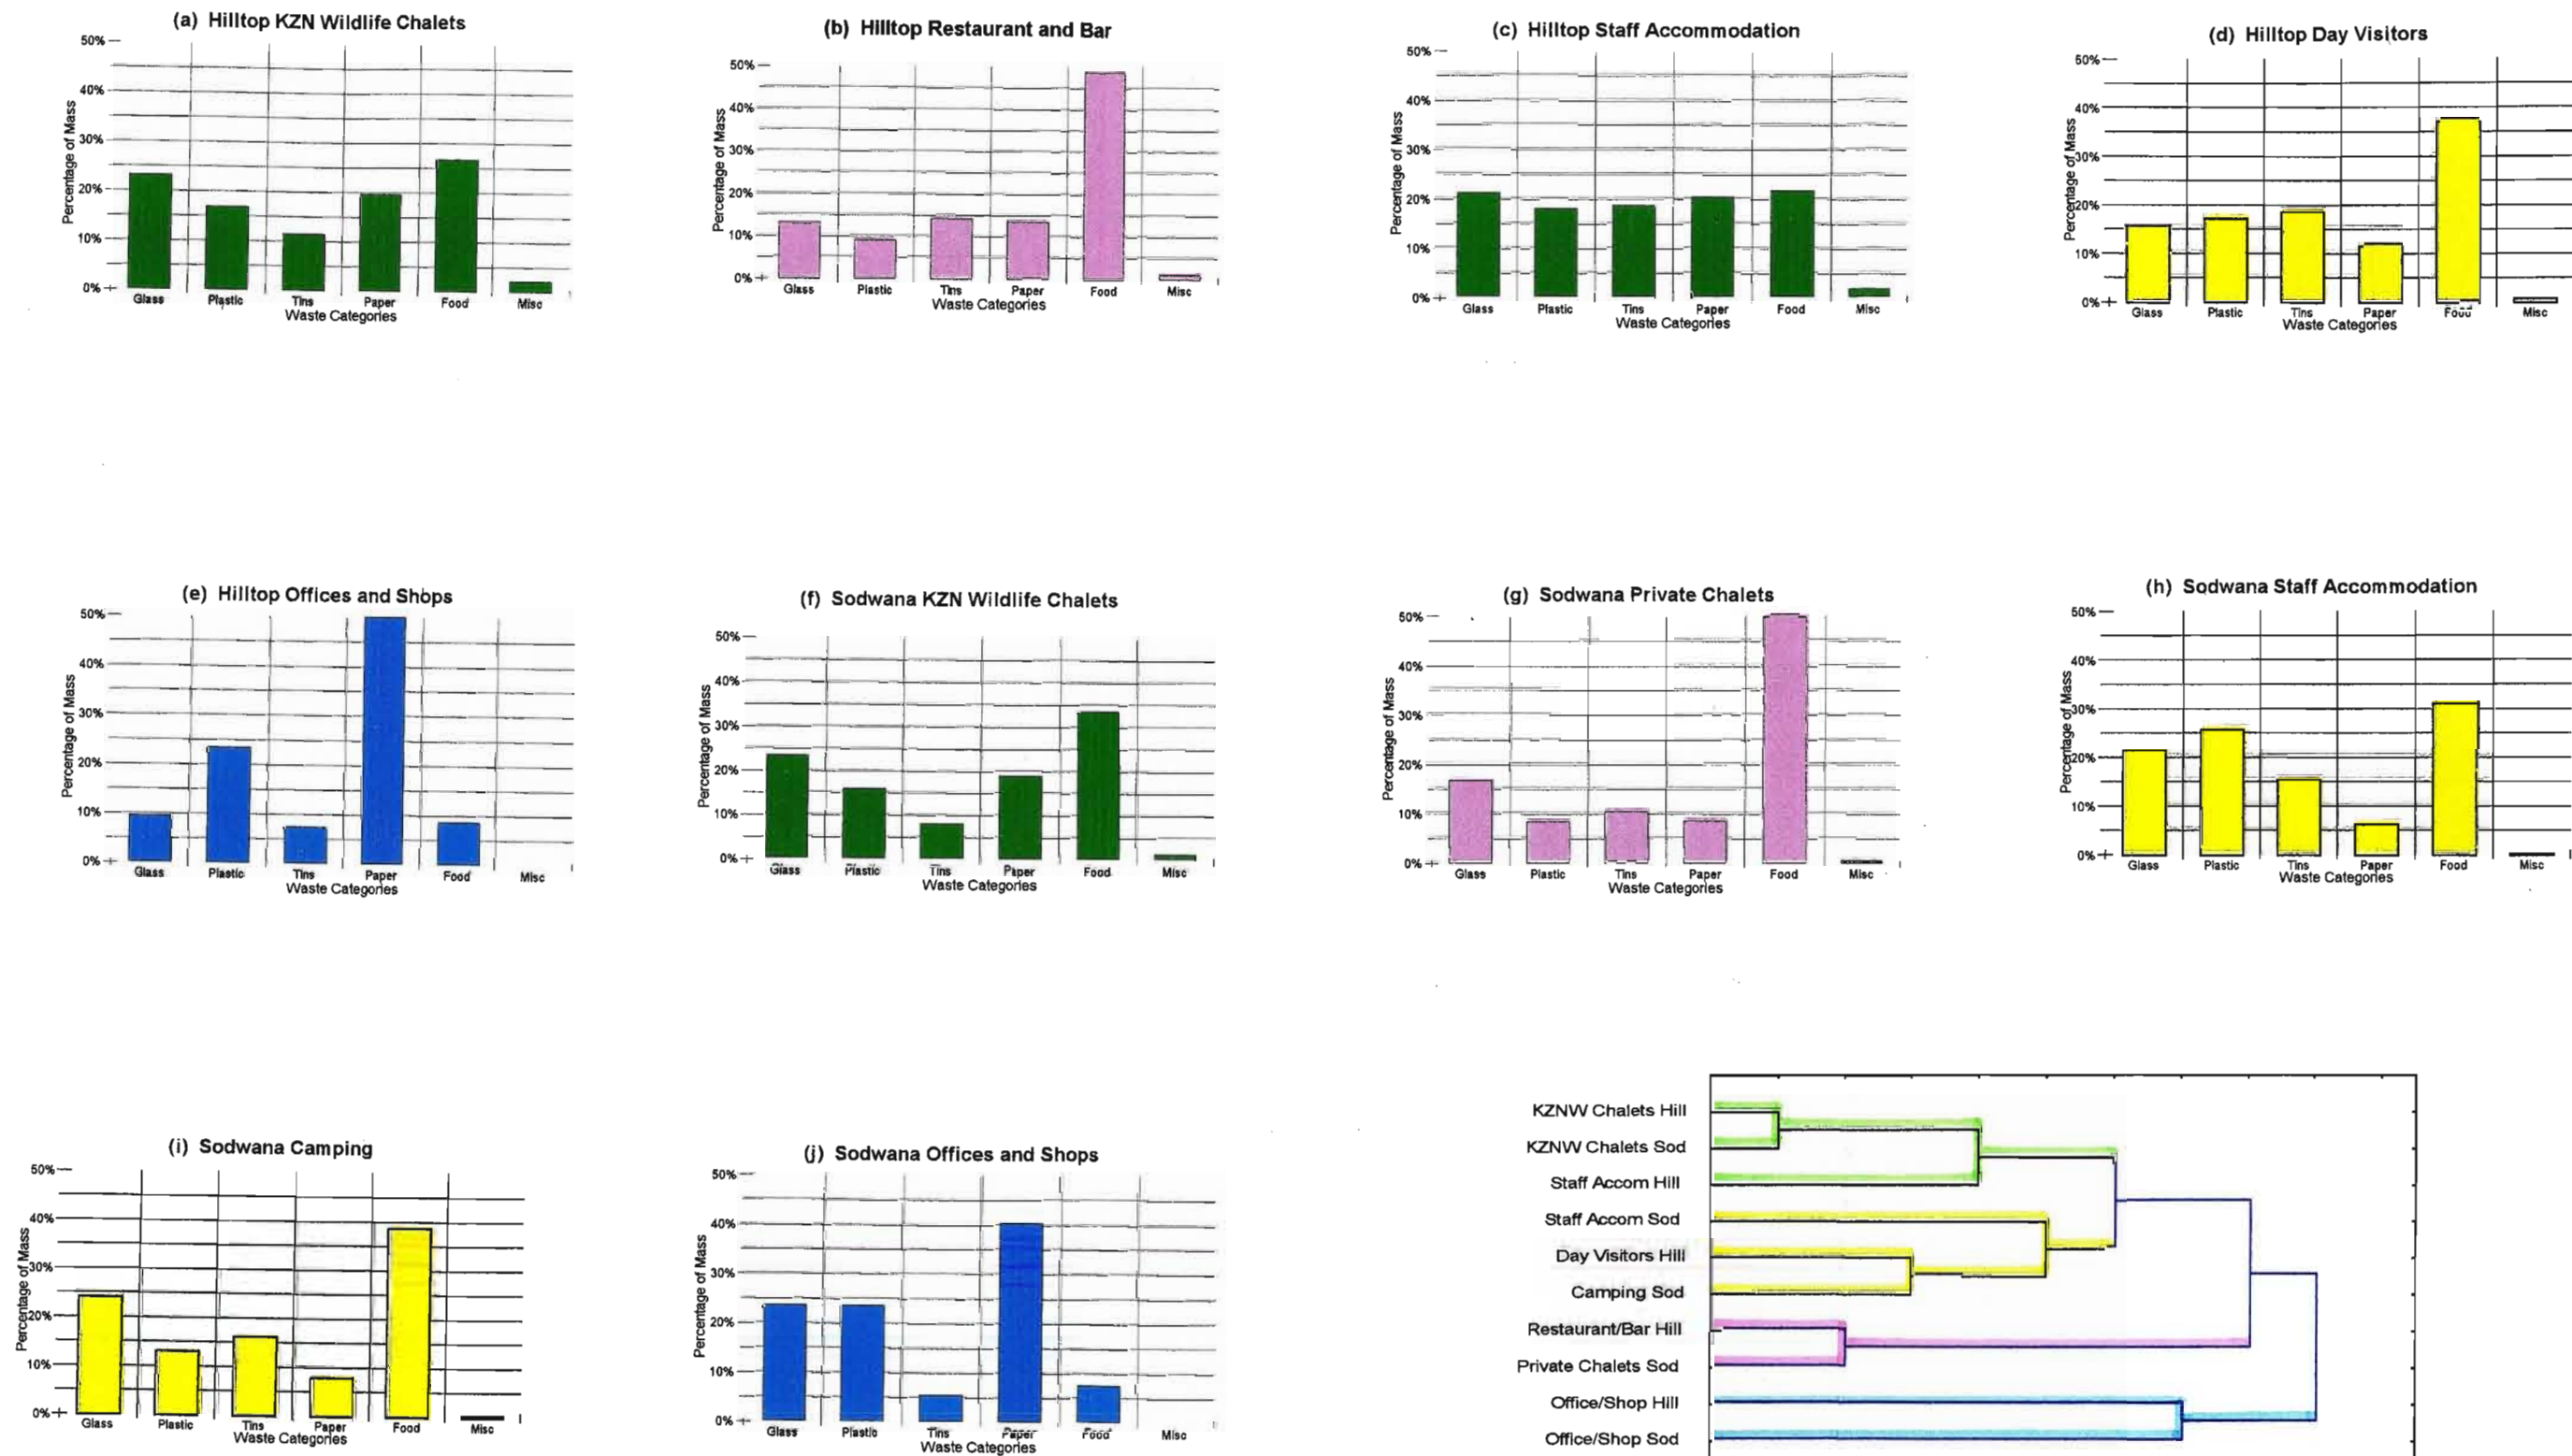 (a) Hilltop KZN Wildlife Chalets
50%
40%
30%
20%
10%
0%
Percentage of Mass
Glass Plastic Tins Paper Food Misc
Waste Categories
(b) Hilltop Restaurant and Bar
50%
40%
30%
20%
10%
0%
Percentage of Mass
Glass Plastic Tins Paper Food Misc
Waste Categories
(c) Hilltop Staff Accommodation
50%
40%
30%
20%
10%
0%
Percentage of Mass
Glass Plastic Tins Paper Food Misc
Waste Categories
(d) Hilltop Day Visitors
50%
40%
30%
20%
10%
0%
Percentage of Mass
Glass Plastic Tins Paper Food Misc
Waste Categories
(e) Hilltop Offices and Shops
50%
40%
30%
20%
10%
0%
Percentage of Mass
Glass Plastic Tins Paper Food Misc
Waste Categories
(f) Sodwana KZN Wildlife Chalets
50%
40%
30%
20%
10%
0%
Percentage of Mass
Glass Plastic Tins Paper Food Misc
Waste Categories
(g) Sodwana Private Chalets
50%
40%
30%
20%
10%
0%
Percentage of Mass
Glass Plastic Tins Paper Food Misc
Waste Categories
(h) Sodwana Staff Accommodation
50%
40%
30%
20%
10%
0%
Percentage of Mass
Glass Plastic Tins Paper Food Misc
Waste Categories
(i) Sodwana Camping
50%
40%
30%
20%
10%
0%
Percentage of Mass
Glass Plastic Tins Paper Food Misc
Waste Categories
(j) Sodwana Offices and Shops
50%
40%
30%
20%
10%
0%
Percentage of Mass
Glass Plastic Tins Paper Food Misc
Waste Categories
KZNW Chalets Hill
KZNW Chalets Sod
Staff Accom Hill
Staff Accom Sod
Day Visitors Hill
Camping Sod
Restaurant/Bar Hill
Private Chalets Sod
Office/Shop Hill
Office/Shop Sod